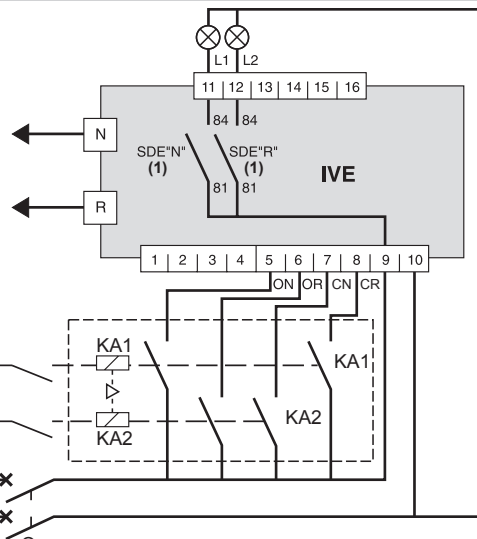 L1 L2
11 12 13 14 15 16
84 84
N
SDE"N" SDE"R"
(1) (1)
IVE
81 81
R
1 2 3 4 5 6 7 8 9 10
ON OR CN CR
KA1
KA1
KA2
KA2